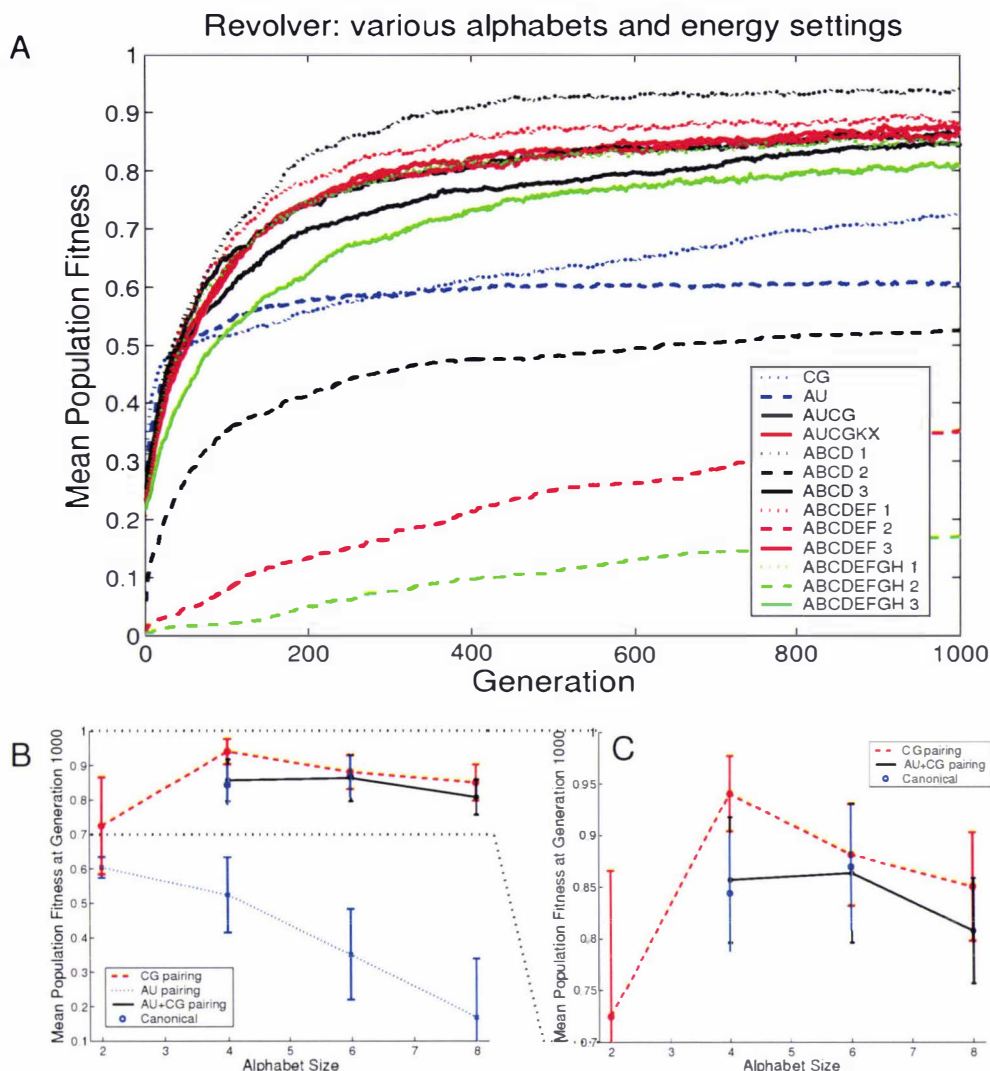 Revolver: various alphabets and energy settings
A
1
0.9
0.8
0.7
0.6
0.5
0.4
0.3
0.2
0.1
0
Mean Population Fitness
CG
AU
AUCG
AUCGKX
ABCD 1
ABCD 2
ABCD 3
ABCDEF 1
ABCDEF 2
ABCDEF 3
ABCDEFGH 1
ABCDEFGH 2
ABCDEFGH 3
0 200 400 600 800 1000
Generation
B
Mean Population Fitness at Generation 1000
1
0.9
0.8
0.7
0.6
0.5
0.4
0.3
0.2
0.1
CG pairing
AU pairing
AU+CG pairing
Canonical
2 3 4 5 6 7 8
Alphabet Size
C
Mean Population Fitness at Generation 1000
1
0.95
0.9
0.85
0.8
0.75
0.7
CG pairing
AU+CG pairing
Canonical
2 3 4 5 6 7 8
Alphabet Size